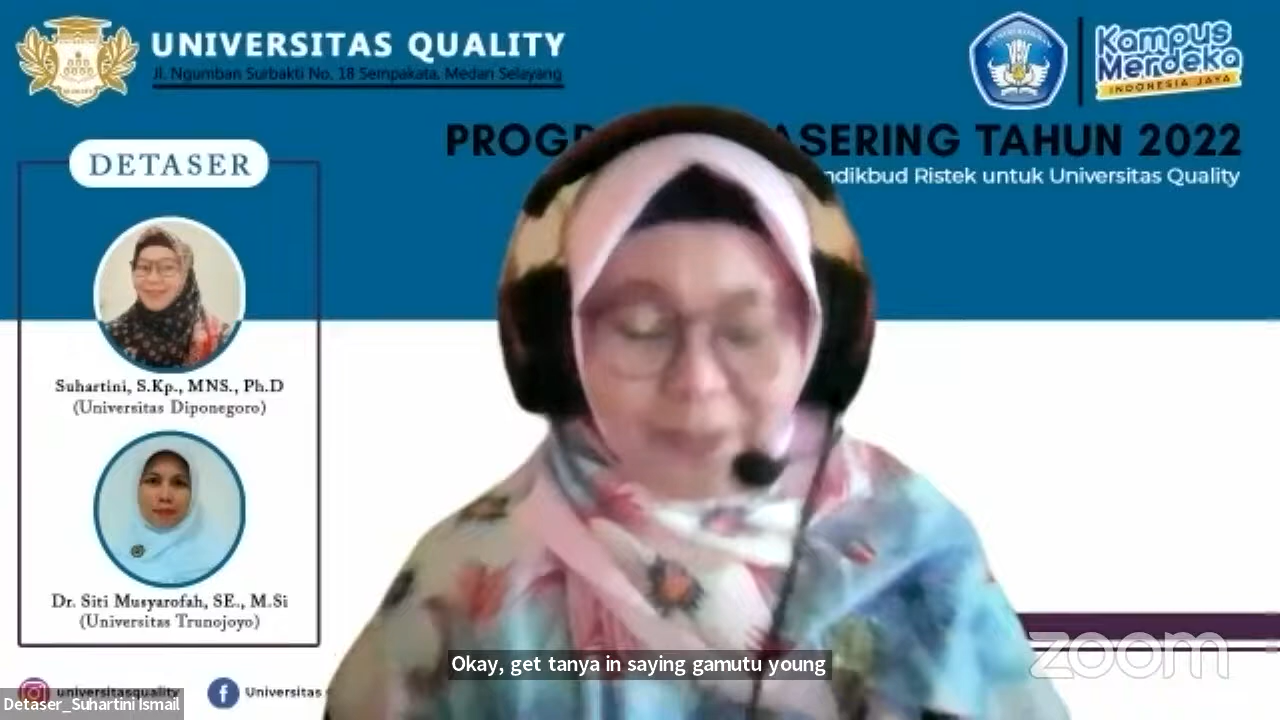 UNIVERSITAS QUALITY
Jl. Ngumban Surbakti No. 18 Sempakata, Medan Selayang
Kampus
Merdeka
INDONESIA JAYA
PROG ASERING TAHUN 2022
ndikbud Ristek untuk Universitas Quality
DETASER
Suhartini, S.Kp., MNS., Ph.D
(Universitas Diponegoro)
Dr. Siti Musyarofah, SE., M.Si
(Universitas Trunojoyo)
zoom
Okay, get tanya in saying gamutu young
universitasquality
Universitas
Detaser_Suhartini Ismail